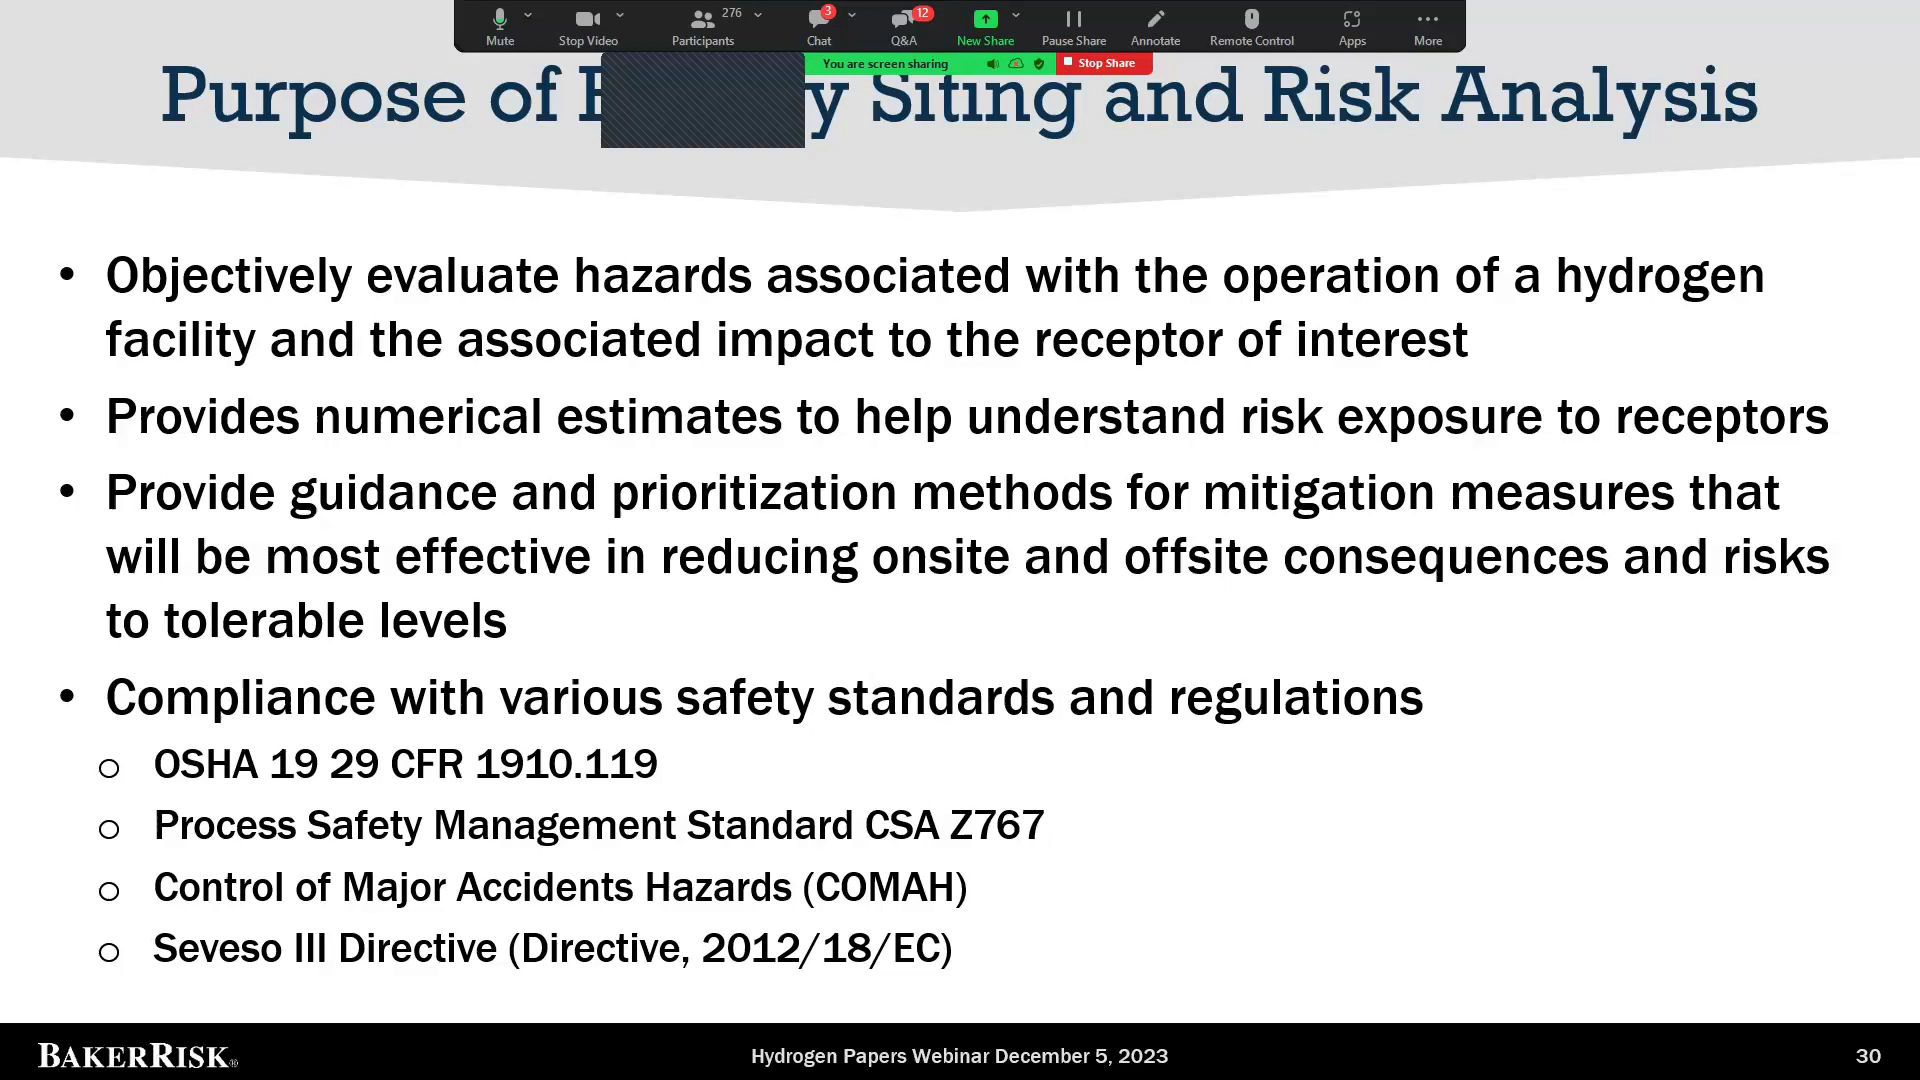 276
3
12
Mute
Stop Video
Participants
Chat
Q&A
New Share
Pause Share
Annotate
Remote Control
Apps
More
You are screen sharing
Stop Share
Purpose of Siting and Risk Analysis
• Objectively evaluate hazards associated with the operation of a hydrogen
facility and the associated impact to the receptor of interest
• Provides numerical estimates to help understand risk exposure to receptors
• Provide guidance and prioritization methods for mitigation measures that
will be most effective in reducing onsite and offsite consequences and risks
to tolerable levels
• Compliance with various safety standards and regulations
o OSHA 19 29 CFR 1910.119
o Process Safety Management Standard CSA Z767
o Control of Major Accidents Hazards (COMAH)
o Seveso III Directive (Directive, 2012/18/EC)
BAKERRISK®
Hydrogen Papers Webinar December 5, 2023
30